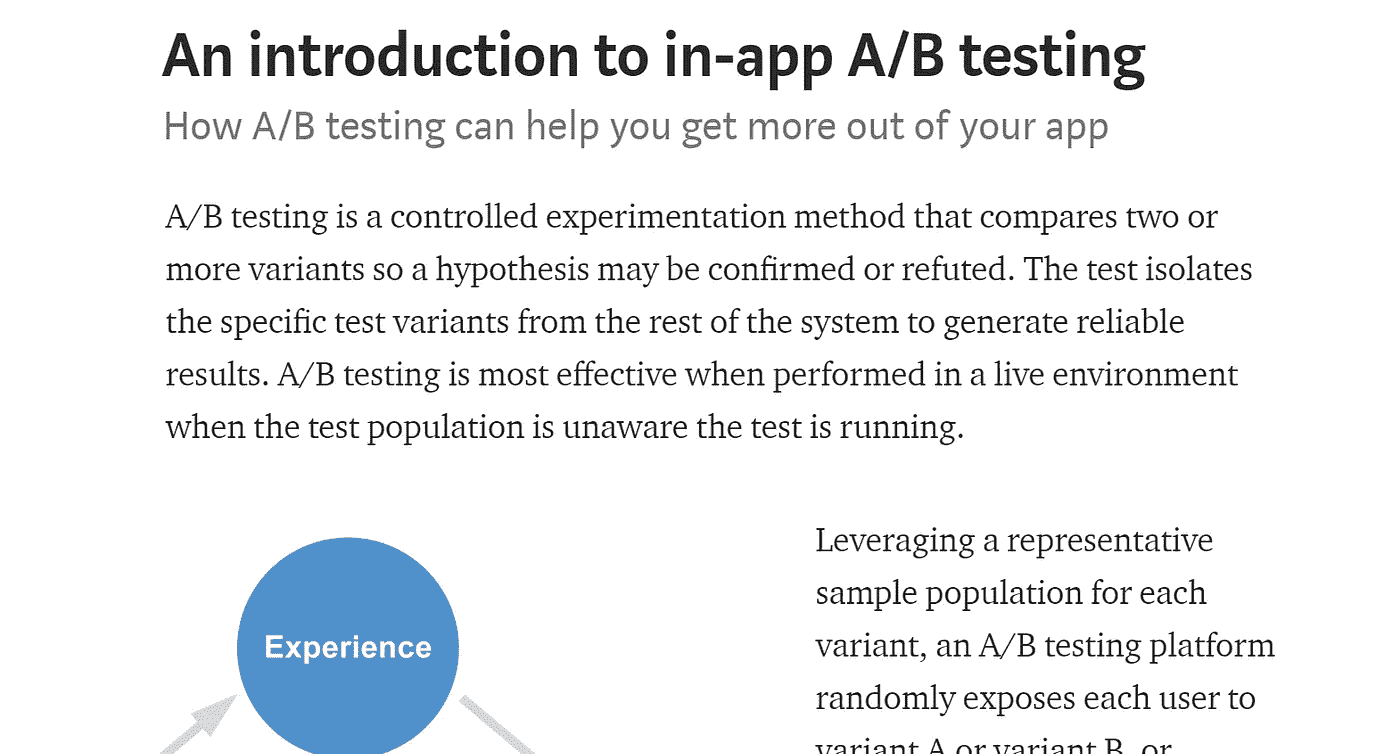 An introduction to in-app A/B testing
How A/B testing can help you get more out of your app
A/B testing is a controlled experimentation method that compares two or
more variants so a hypothesis may be confirmed or refuted. The test isolates
the specific test variants from the rest of the system to generate reliable
results. A/B testing is most effective when performed in a live environment
when the test population is unaware the test is running.
Experience
Leveraging a representative
sample population for each
variant, an A/B testing platform
randomly exposes each user to
variant A or variant B, or